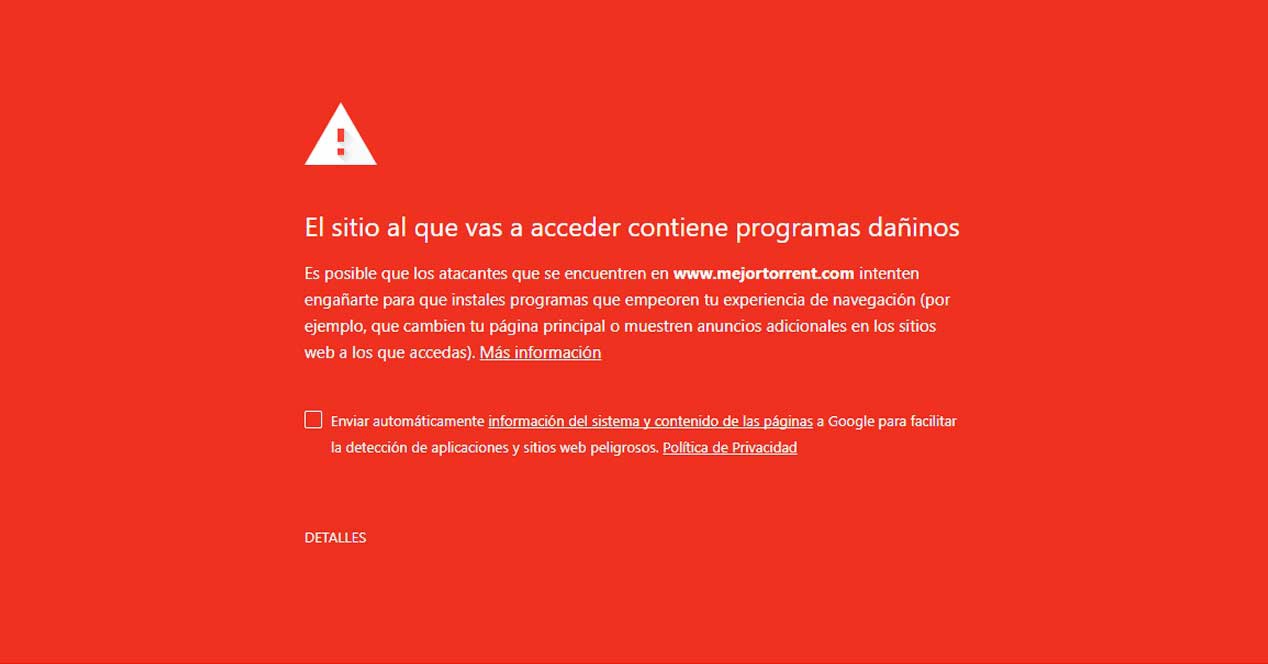 El sitio al que vas a acceder contiene programas dañinos
Es posible que los atacantes que se encuentren en www.mejortorrent.com intenten
engañarte para que instales programas que empeoren tu experiencia de navegación (por
ejemplo, que cambien tu página principal o muestren anuncios adicionales en los sitios
web a los que accedas). Más información
Enviar automáticamente información del sistema y contenido de las páginas a Google para facilitar
la detección de aplicaciones y sitios web peligrosos. Política de Privacidad
DETALLES